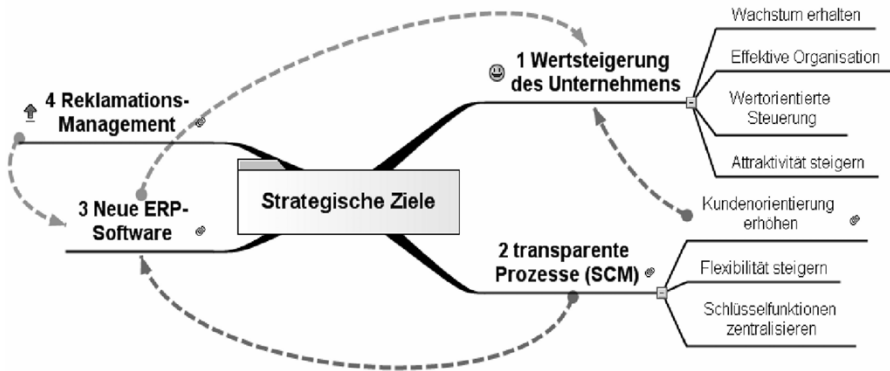 Strategische Ziele
1 Wertsteigerung
des Unternehmens
Wachstum erhalten
Effektive Organisation
Wertorientierte
Steuerung
Attraktivität steigern
2 transparente
Prozesse (SCM)
Kundenorientierung
erhöhen
Flexibilität steigern
Schlüsselfunktionen
zentralisieren
3 Neue ERP-
Software
4 Reklamations-
Management